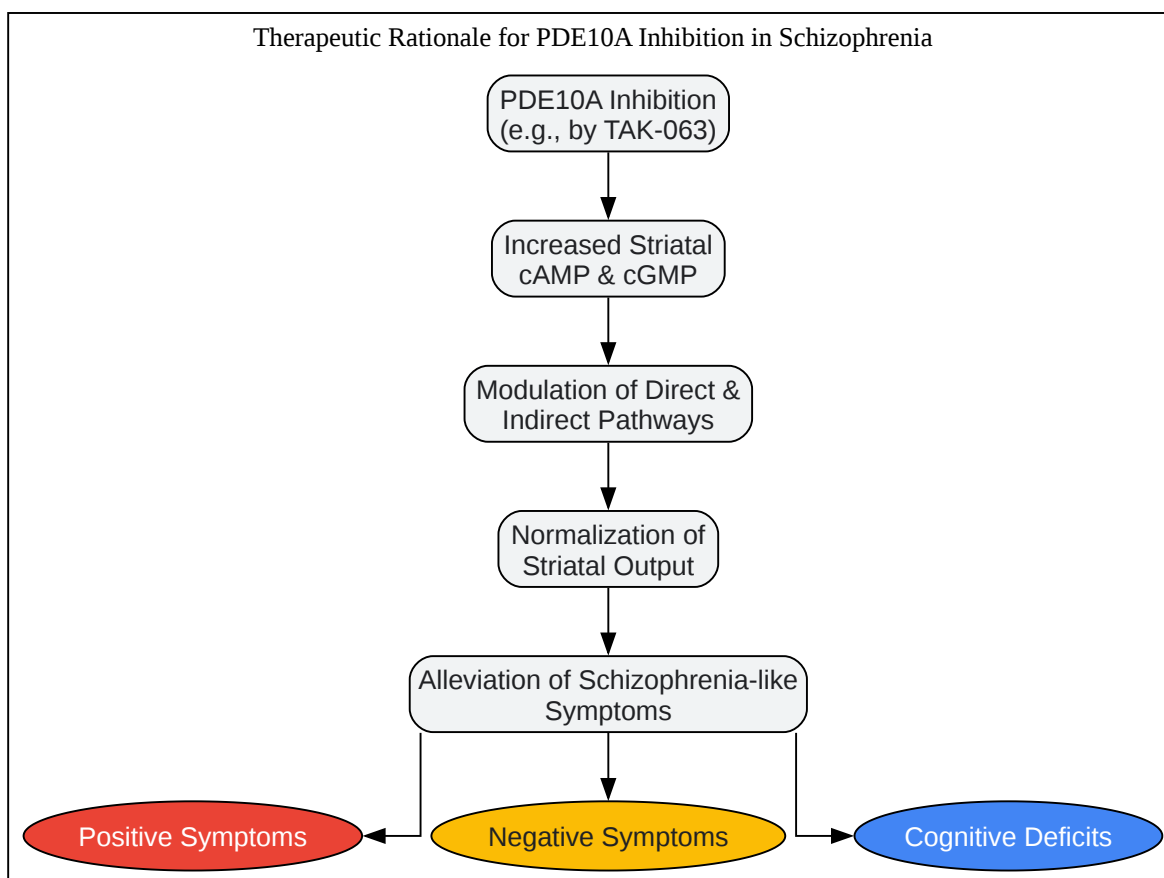 Therapeutic Rationale for PDE10A Inhibition in Schizophrenia
PDE10A Inhibition
(e.g., by TAK-063)
Increased Striatal
cAMP & cGMP
Modulation of Direct &
Indirect Pathways
Normalization of
Striatal Output
Alleviation of Schizophrenia-like
Symptoms
Positive Symptoms
Negative Symptoms
Cognitive Deficits